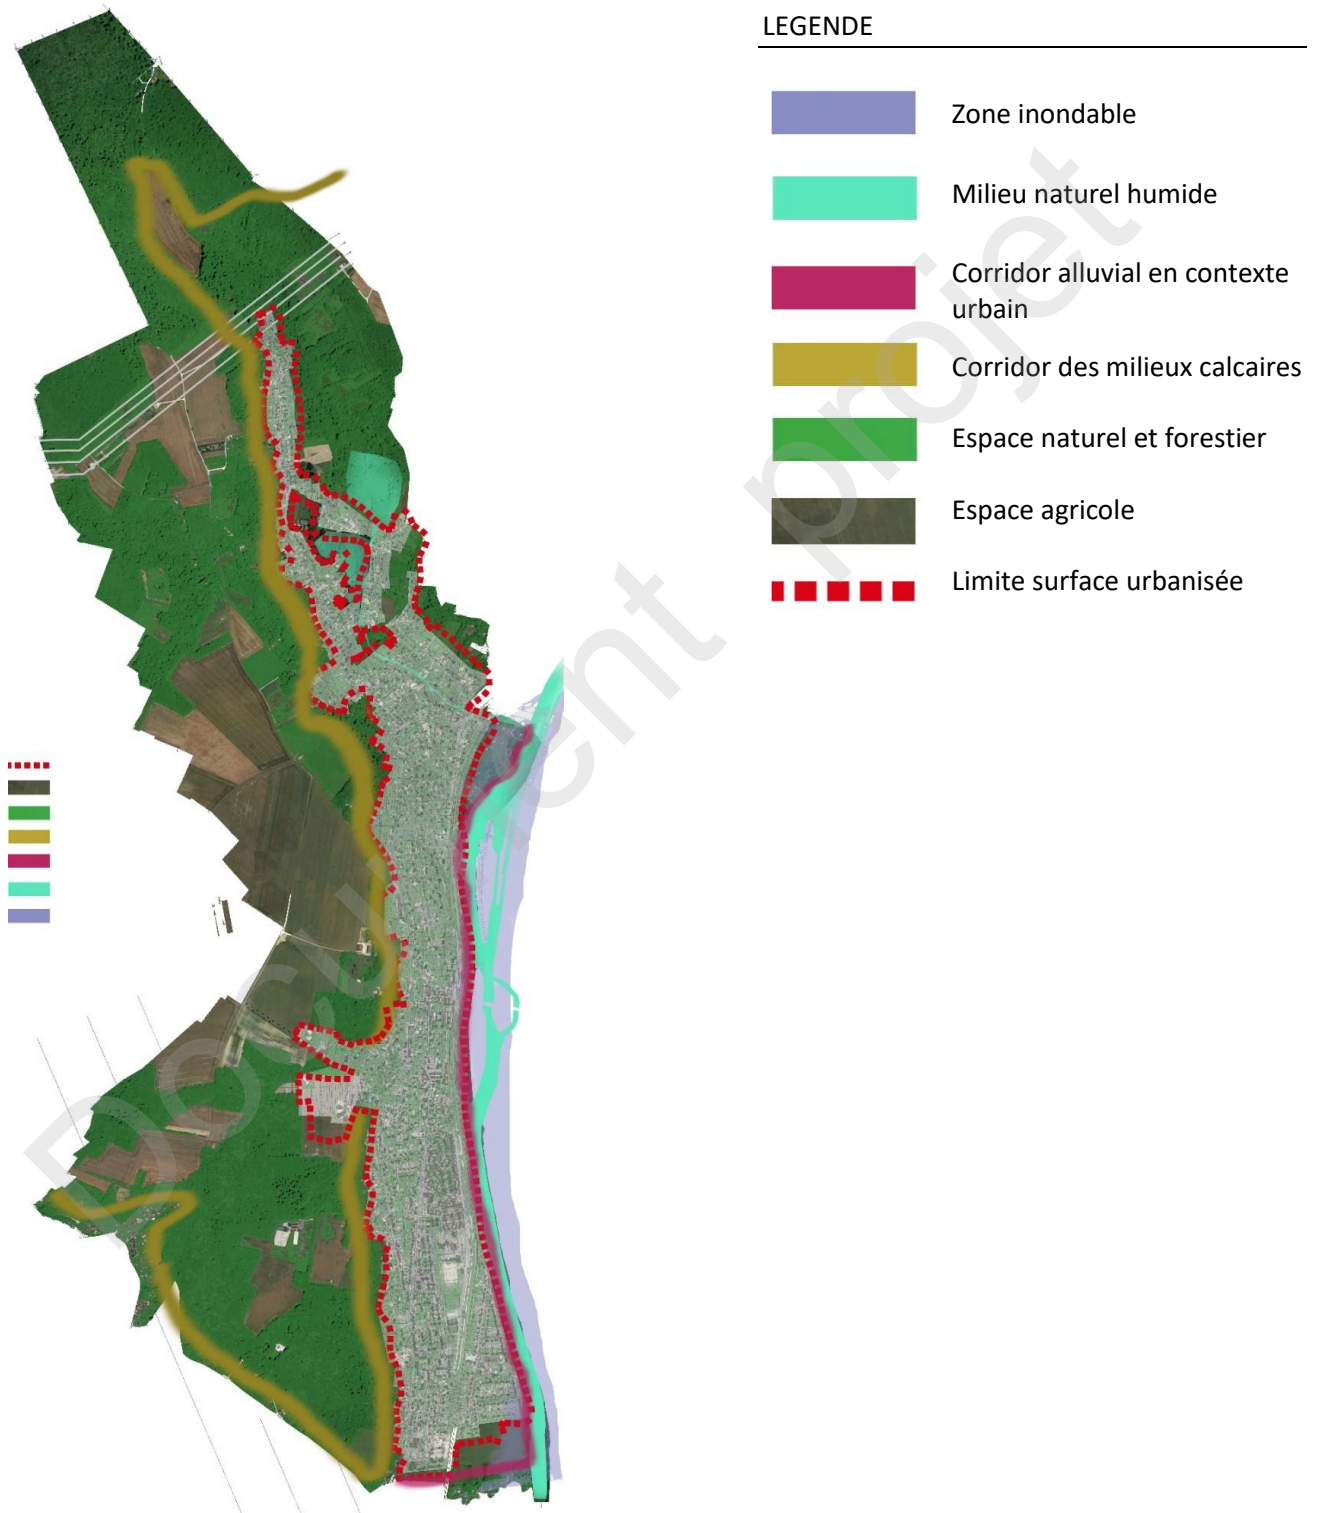 LEGENDE
Zone inondable
Milieu naturel humide
Corridor alluvial en contexte
urbain
Corridor des milieux calcaires
Espace naturel et forestier
Espace agricole
Limite surface urbanisée
Document projet